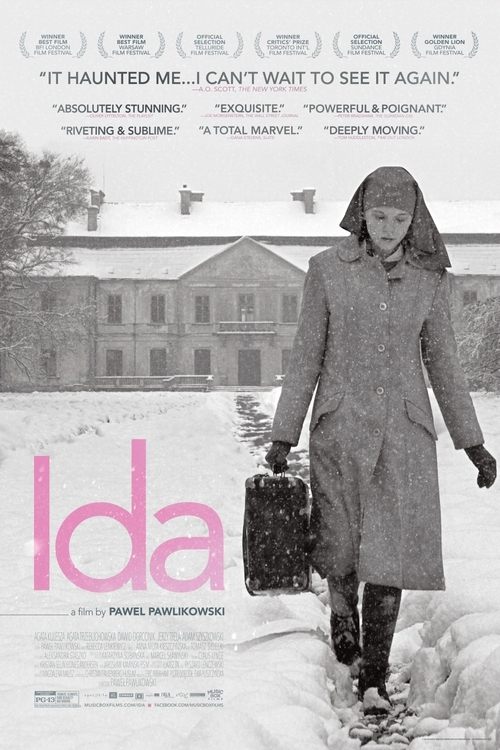 WINNER
BEST FILM
BFI LONDON
FILM FESTIVAL
WINNER
BEST FILM
WARSAW
FILM FESTIVAL
OFFICIAL
SELECTION
TELLURIDE
FILM FESTIVAL
WINNER
CRITICS' PRIZE
TORONTO INT'L
FILM FESTIVAL
OFFICIAL
SELECTION
SUNDANCE
FILM FESTIVAL
WINNER
GOLDEN LION
GDYNIA
FILM FESTIVAL
"IT HAUNTED ME...I CAN'T WAIT TO SEE IT AGAIN."
—A.O. SCOTT, THE NEW YORK TIMES
"ABSOLUTELY STUNNING." "EXQUISITE." "POWERFUL & POIGNANT."
"RIVETING & SUBLIME." "A TOTAL MARVEL." "DEEPLY MOVING."
Ida
a film by PAWEL PAWLIKOWSKI
PG-13
MUSICBOXFILMS.COM/IDA FACEBOOK.COM/MUSICBOXFILMS